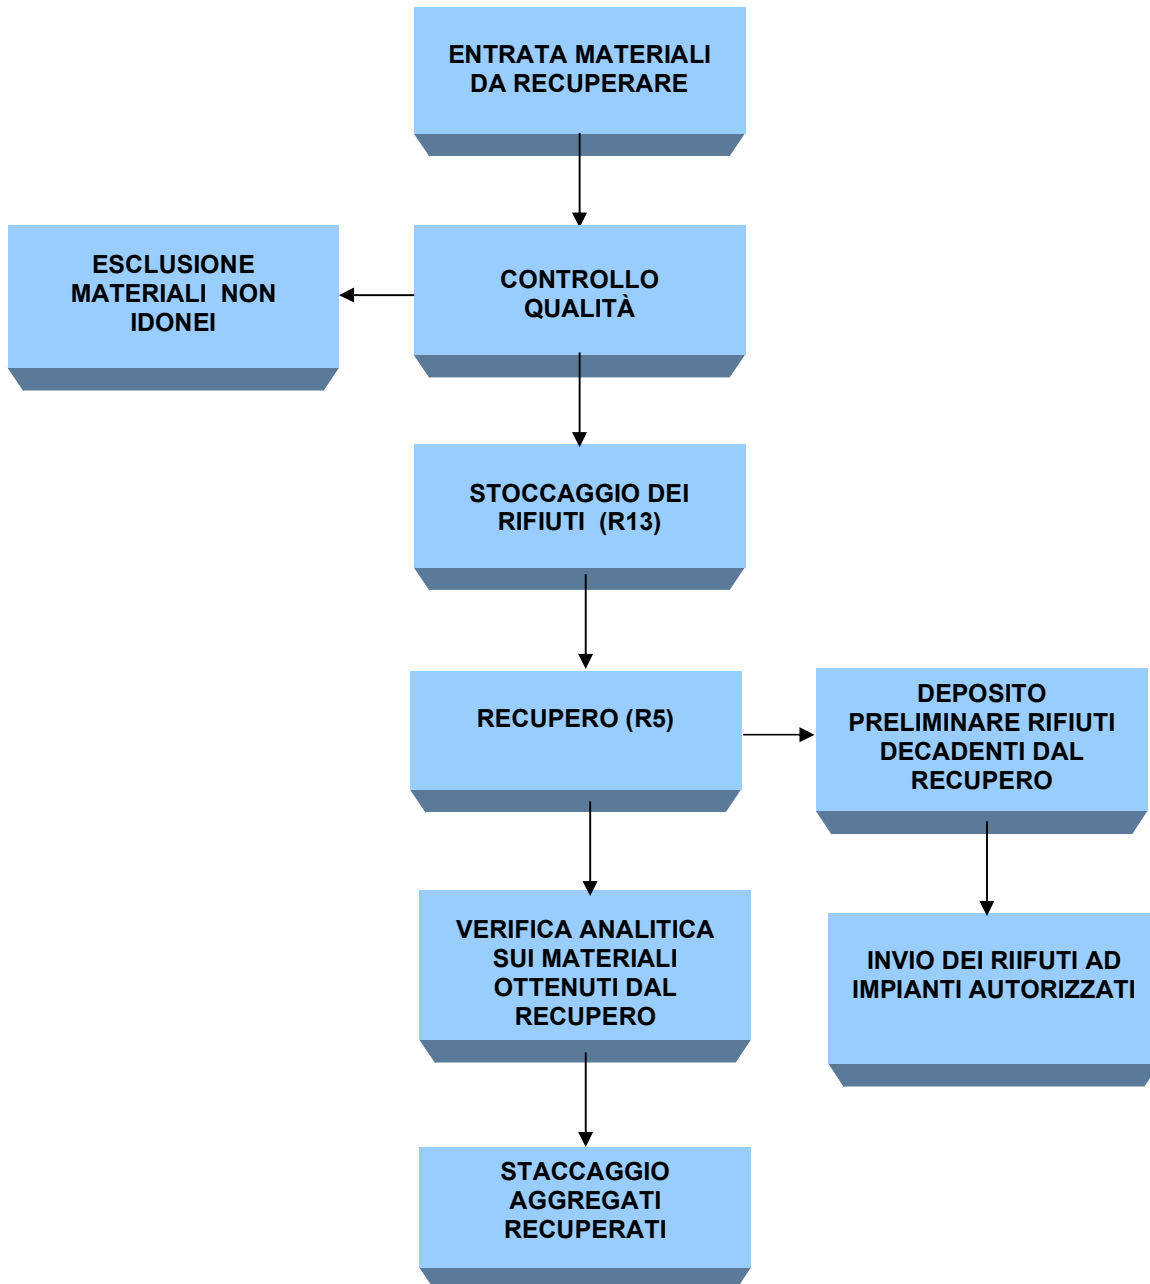 ENTRATA MATERIALI
DA RECUPERARE
ESCLUSIONE
MATERIALI NON
IDONEI
CONTROLLO
QUALITÀ
STOCCAGGIO DEI
RIFIUTI (R13)
RECUPERO (R5)
DEPOSITO
PRELIMINARE RIFIUTI
DECADENTI DAL
RECUPERO
VERIFICA ANALITICA
SUI MATERIALI
OTTENUTI DAL
RECUPERO
INVIO DEI RIIFUTI AD
IMPIANTI AUTORIZZATI
STACCAGGIO
AGGREGATI
RECUPERATI